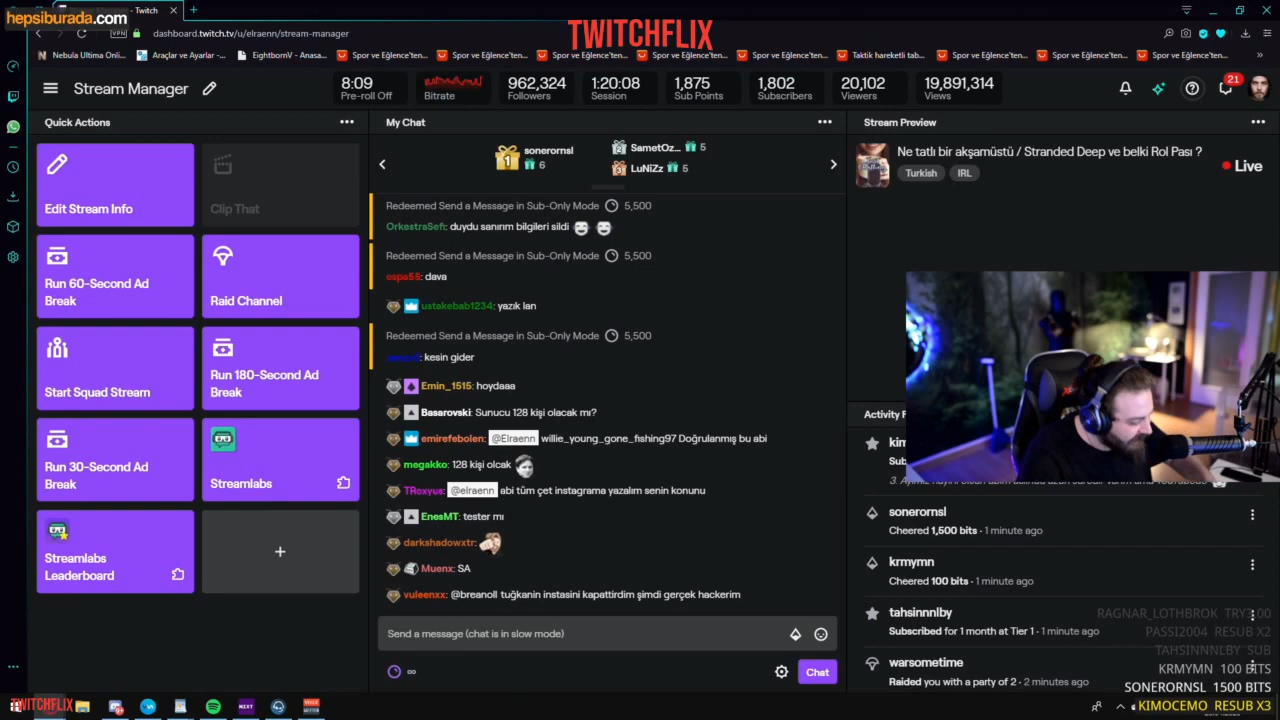 hepsiburada.com
- Twitch
TWITCHFLIX
VPN
dashboard.twitch.tv/u/elraenn/stream-manager
Nebula Ultima Onli...
Araçlar ve Ayarlar -...
EightbornV - Anasa...
Spor ve Eğlence'ten...
Spor ve Eğlence'ten...
Spor ve Eğlence'ten...
Spor ve Eğlence'ten...
Taktik hareketli tab...
Spor ve Eğlence'ten...
Spor ve Eğlence'ten...
Spor ve Eğlence'ten...
Stream Manager
8:09
Pre-roll Off
Bitrate
962,324
Followers
1:20:08
Session
1,875
Sub Points
1,802
Subscribers
20,102
Viewers
19,891,314
Views
21
Quick Actions
Edit Stream Info
Clip That
Run 60-Second Ad
Break
Raid Channel
Start Squad Stream
Run 180-Second Ad
Break
Run 30-Second Ad
Break
Streamlabs
Streamlabs
Leaderboard
My Chat
1
sonerornsl
6
2
SametOz...
5
3
LuNiZz
5
Redeemed Send a Message in Sub-Only Mode 5,500
OrkestraSefi: duydu sanırım bilgileri sildi
Redeemed Send a Message in Sub-Only Mode 5,500
espa55: dava
ustakebab1234: yazık lan
Redeemed Send a Message in Sub-Only Mode 5,500
: kesin gider
Emin_1515: hoydaaa
Basarovski: Sunucu 128 kişi olacak mı?
emirefebolen: @Elraenn willie_young_gone_fishing97 Doğrulanmış bu abi
megakko: 128 kişi olcak
TRoxyus: @elraenn abi tüm çet instagrama yazalım senin konunu
EnesMT: tester mı
darkshadowxtr:
Muenx: SA
vuleenxx: @breanoll tuğkanin instasini kapattirdim şimdi gerçek hackerim
Send a message (chat is in slow mode)
Chat
Stream Preview
Ne tatlı bir akşamüstü / Stranded Deep ve belki Rol Pası ?
Turkish
IRL
Live
Activity F
kim
Sub
sonerornsl
Cheered 1,500 bits · 1 minute ago
krmymn
Cheered 100 bits · 1 minute ago
tahsinnnlby
Subscribed for 1 month at Tier 1 · 1 minute ago
warsometime
Raided you with a party of 2 · 2 minutes ago
RAGNAR_LOTHBROK TRY3.00
PASSI2004 RESUB X2
TAHSINNNLBY SUB
KRMYMN 100 BITS
SONERORNSL 1500 BITS
KIMOCEMO RESUB X3
TWITCHFLIX
NEXT